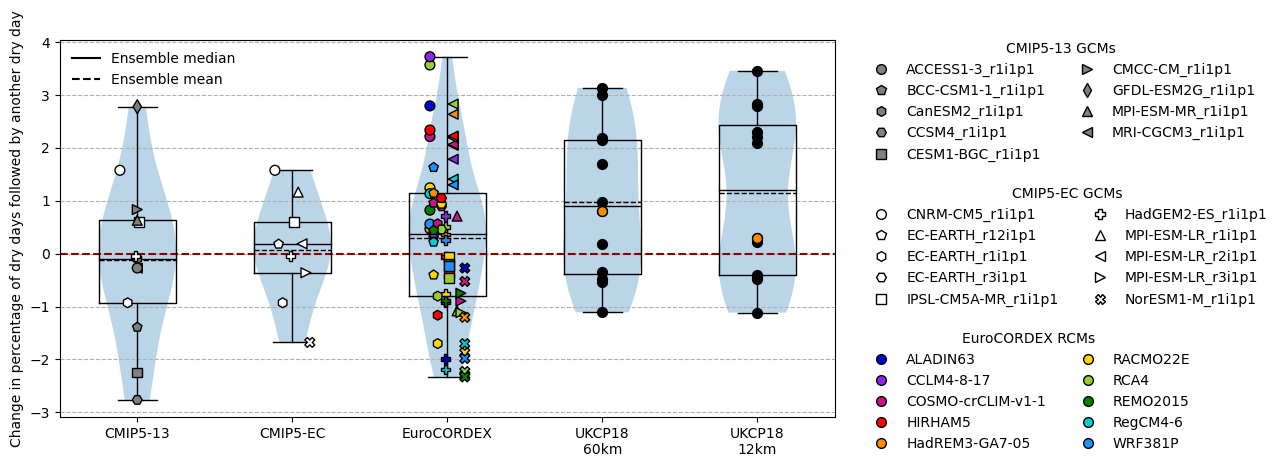 Change in percentage of dry days followed by another dry day
4
3
2
1
0
−1
−2
−3
Ensemble median
Ensemble mean
CMIP5-13
CMIP5-EC
EuroCORDEX
UKCP18
60km
UKCP18
12km
CMIP5-13 GCMs
ACCESS1-3_r1i1p1
BCC-CSM1-1_r1i1p1
CanESM2_r1i1p1
CCSM4_r1i1p1
CESM1-BGC_r1i1p1
CMCC-CM_r1i1p1
GFDL-ESM2G_r1i1p1
MPI-ESM-MR_r1i1p1
MRI-CGCM3_r1i1p1
CMIP5-EC GCMs
CNRM-CM5_r1i1p1
EC-EARTH_r12i1p1
EC-EARTH_r1i1p1
EC-EARTH_r3i1p1
IPSL-CM5A-MR_r1i1p1
HadGEM2-ES_r1i1p1
MPI-ESM-LR_r1i1p1
MPI-ESM-LR_r2i1p1
MPI-ESM-LR_r3i1p1
NorESM1-M_r1i1p1
EuroCORDEX RCMs
ALADIN63
CCLM4-8-17
COSMO-crCLIM-v1-1
HIRHAM5
HadREM3-GA7-05
RACMO22E
RCA4
REMO2015
RegCM4-6
WRF381P